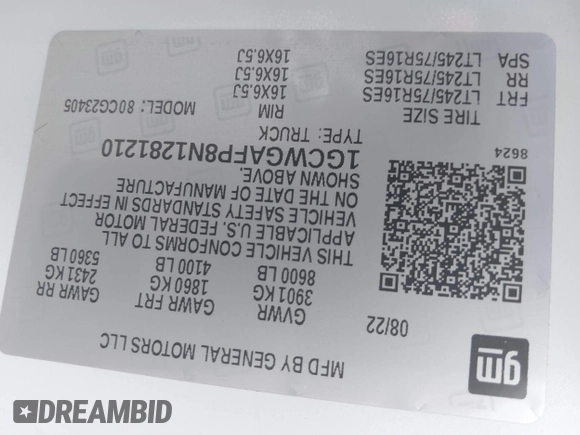 gm
MFD BY GENERAL MOTORS LLC
08/22
GVWR GAWR FRT GAWR RR
3901 KG 1860 KG 2431 KG
8600 LB 4100 LB 5360 LB
THIS VEHICLE CONFORMS TO ALL
APPLICABLE U.S. FEDERAL MOTOR
VEHICLE SAFETY STANDARDS IN EFFECT
ON THE DATE OF MANUFACTURE
SHOWN ABOVE.
1GCWGAFP8N1281210
TYPE: TRUCK MODEL: 80CG23405
8624
TIRE SIZE RIM
FRT LT245/75R16ES 16X6.5J
RR LT245/75R16ES 16X6.5J
SPA LT245/75R16ES 16X6.5J
DREAMBID